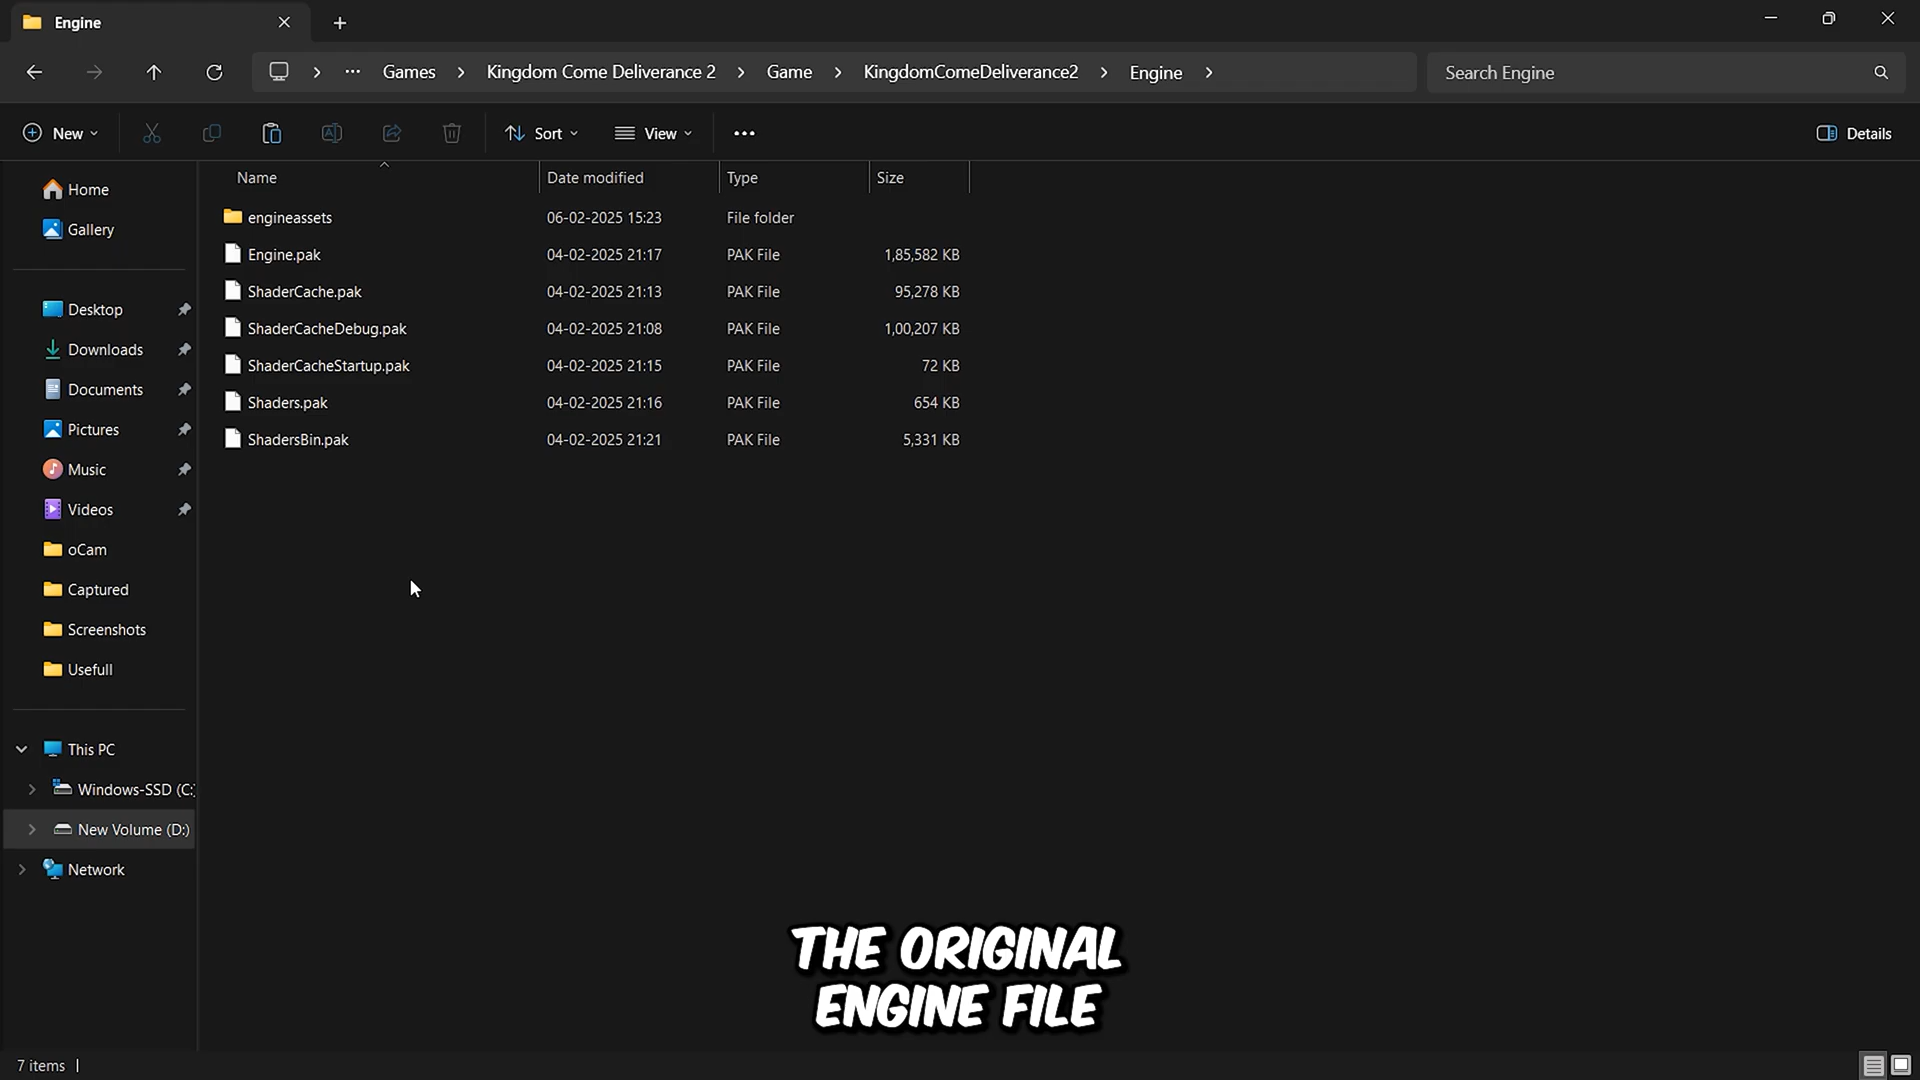 Engine
Games Kingdom Come Deliverance 2 Game KingdomComeDeliverance2 Engine
Search Engine
New Sort View Details
Name Date modified Type Size
engineassets 06-02-2025 15:23 File folder
Engine.pak 04-02-2025 21:17 PAK File 1,85,582 KB
ShaderCache.pak 04-02-2025 21:13 PAK File 95,278 KB
ShaderCacheDebug.pak 04-02-2025 21:08 PAK File 1,00,207 KB
ShaderCacheStartup.pak 04-02-2025 21:15 PAK File 72 KB
Shaders.pak 04-02-2025 21:16 PAK File 654 KB
ShadersBin.pak 04-02-2025 21:21 PAK File 5,331 KB
Home
Gallery
Desktop
Downloads
Documents
Pictures
Music
Videos
oCam
Captured
Screenshots
Usefull
This PC
Windows-SSD (C:)
New Volume (D:)
Network
THE ORIGINAL
ENGINE FILE
7 items